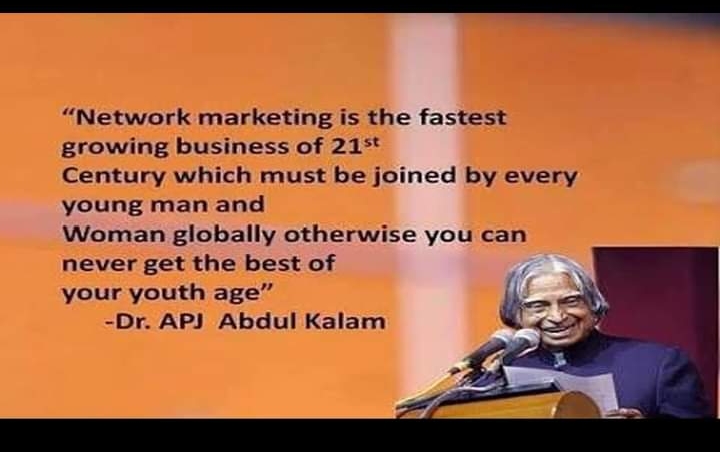 “Network marketing is the fastest
growing business of 21st
Century which must be joined by every
young man and
Woman globally otherwise you can
never get the best of
your youth age”
-Dr. APJ Abdul Kalam